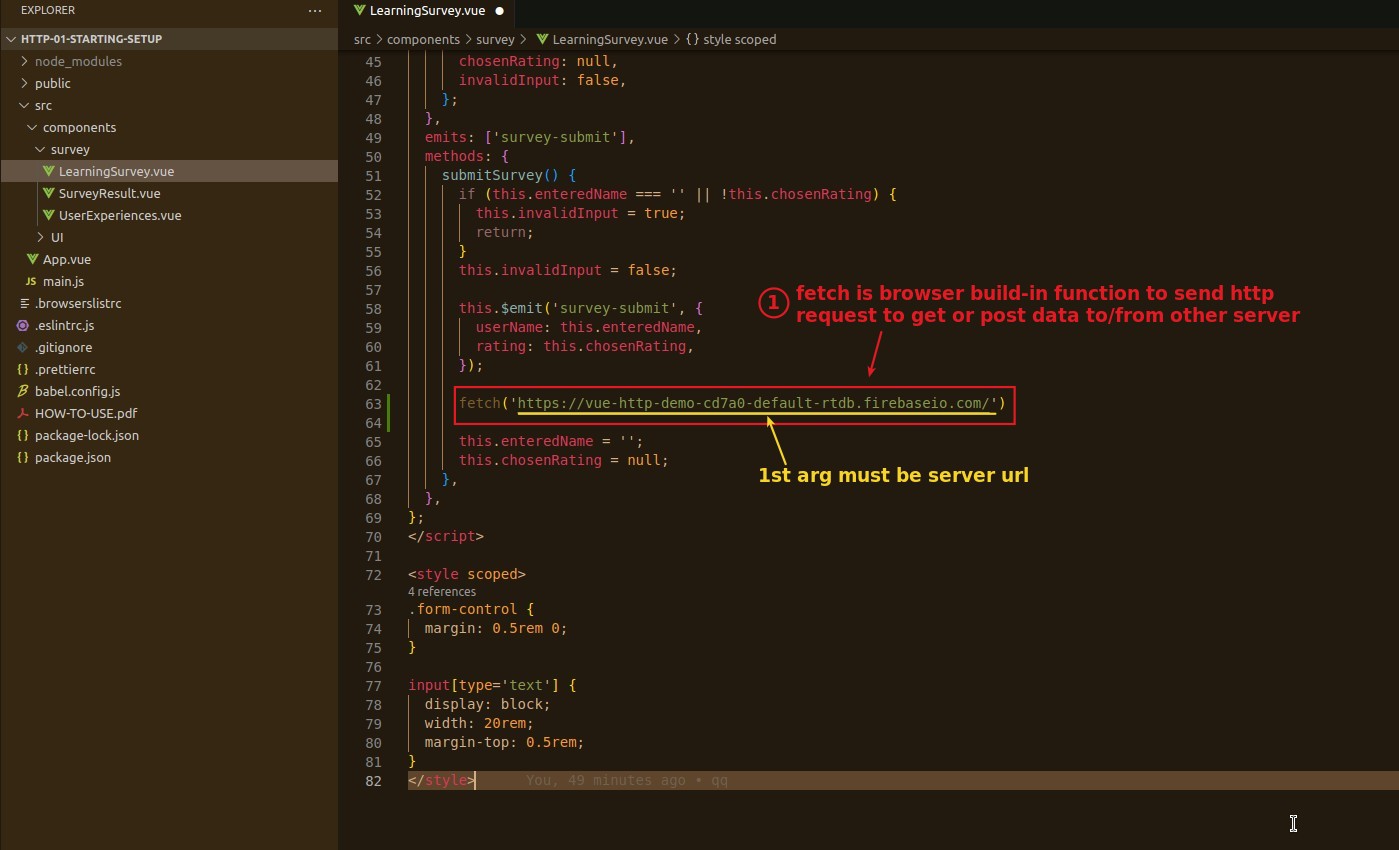 EXPLORER
···
LearningSurvey.vue
HTTP-01-STARTING-SETUP
src > components > survey > LearningSurvey.vue > {} style scoped
node_modules
public
src
components
survey
LearningSurvey.vue
SurveyResult.vue
UserExperiences.vue
UI
App.vue
JS main.js
.browserslistrc
.eslintrc.js
.gitignore
{} .prettierrc
babel.config.js
HOW-TO-USE.pdf
{} package-lock.json
{} package.json
45 chosenRating: null,
46 invalidInput: false,
47 };
48 },
49 emits: ['survey-submit'],
50 methods: {
51 submitSurvey() {
52 if (this.enteredName === '' || !this.chosenRating) {
53 this.invalidInput = true;
54 return;
55 }
56 this.invalidInput = false;
57
58 this.$emit('survey-submit', {
59 userName: this.enteredName,
60 rating: this.chosenRating,
61 });
62
63 fetch('https://vue-http-demo-cd7a0-default-rtdb.firebaseio.com/')
64
65 this.enteredName = '';
66 this.chosenRating = null;
67 },
68 },
69 };
70 </script>
71
72 <style scoped>
4 references
73 .form-control {
74 margin: 0.5rem 0;
75 }
76
77 input[type='text'] {
78 display: block;
79 width: 20rem;
80 margin-top: 0.5rem;
81 }
82 </style> You, 49 minutes ago • qq
1 fetch is browser build-in function to send http
request to get or post data to/from other server
1st arg must be server url